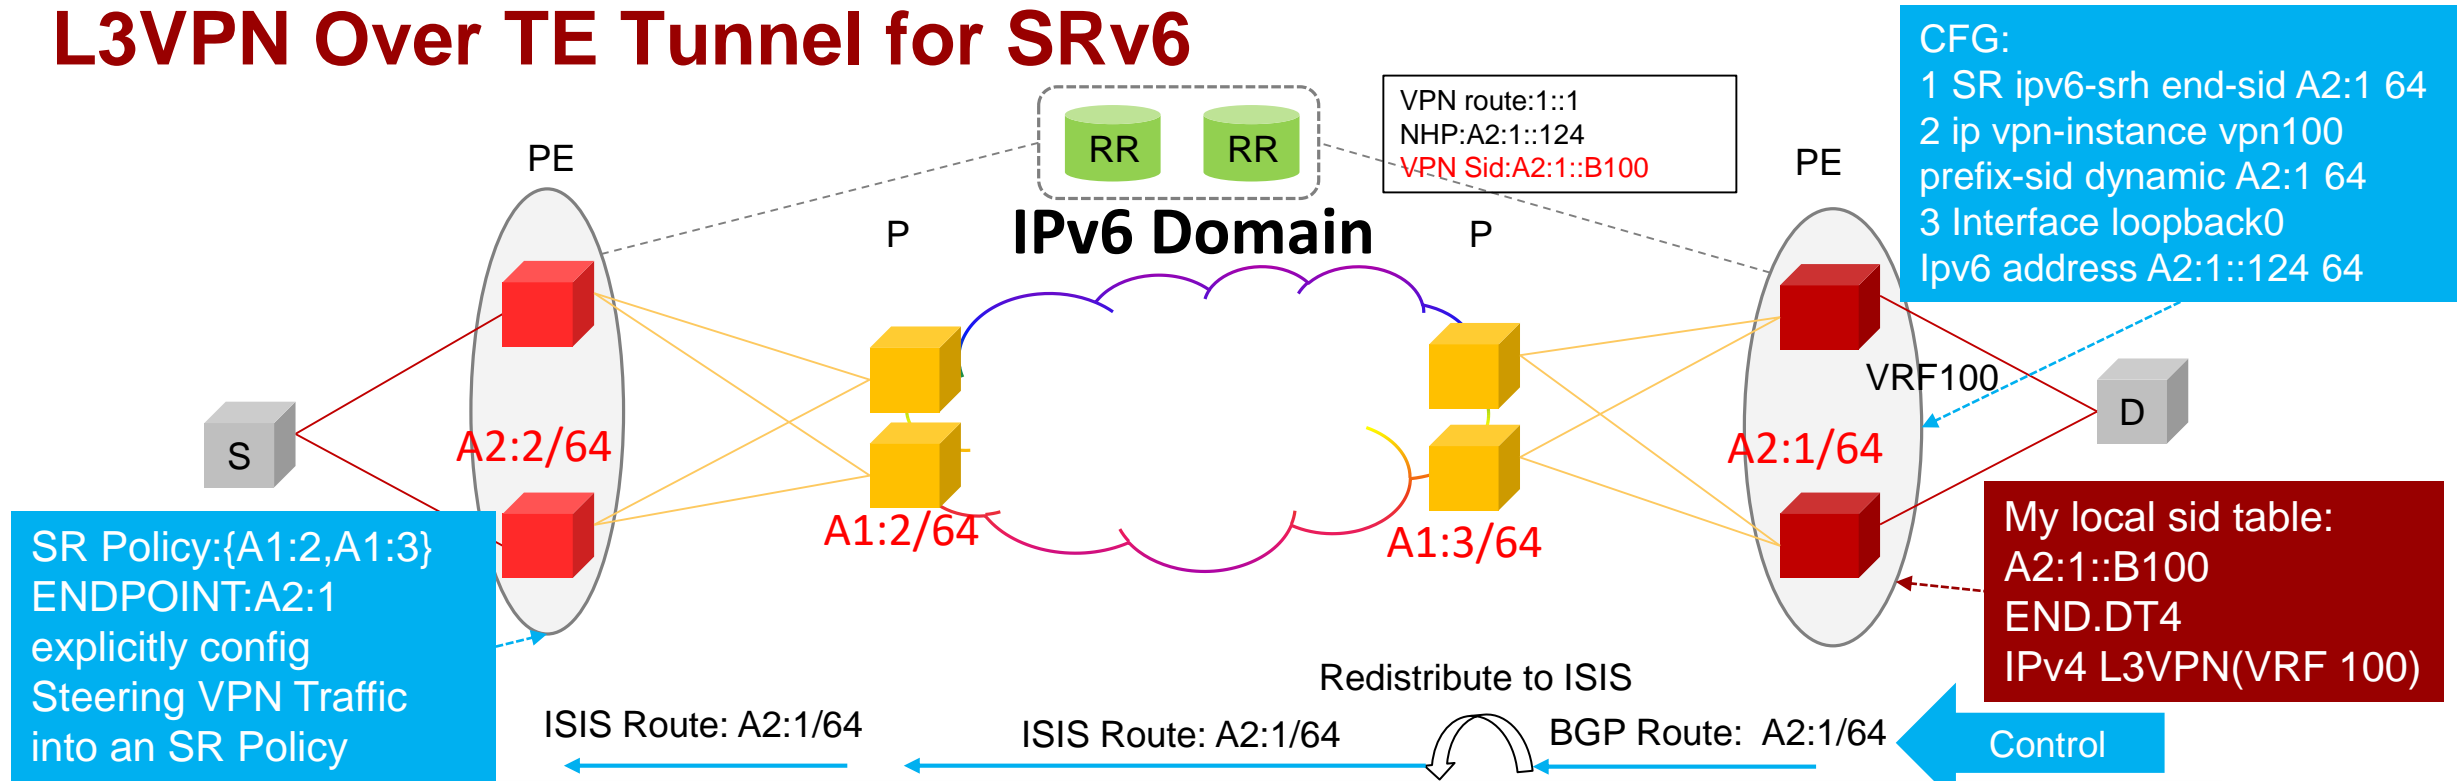 L3VPN Over TE Tunnel for SRv6
CFG:
1 SR ipv6-srh end-sid A2:1 64
2 ip vpn-instance vpn100
prefix-sid dynamic A2:1 64
3 Interface loopback0
Ipv6 address A2:1::124 64
VPN route:1::1
NHP:A2:1::124
VPN Sid:A2:1::B100
RR
RR
PE
PE
P
IPv6 Domain
P
VRF100
S
D
A2:2/64
A2:1/64
A1:2/64
A1:3/64
SR Policy:{A1:2,A1:3}
ENDPOINT:A2:1
explicitly config
Steering VPN Traffic
into an SR Policy
My local sid table:
A2:1::B100
END.DT4
IPv4 L3VPN(VRF 100)
Redistribute to ISIS
ISIS Route: A2:1/64
ISIS Route: A2:1/64
BGP Route:  A2:1/64
Control